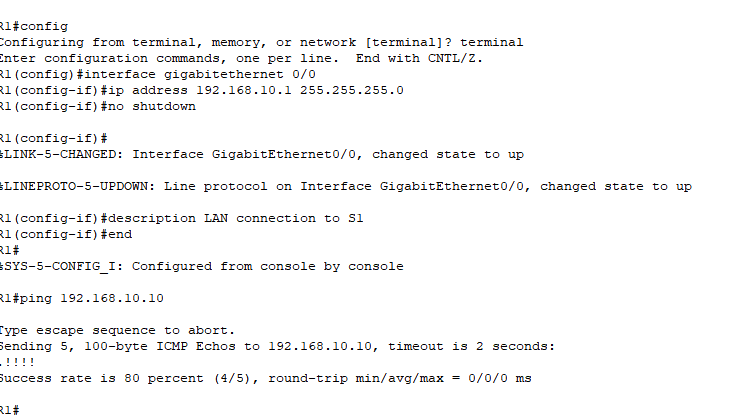 R1#config
Configuring from terminal, memory, or network [terminal]? terminal
Enter configuration commands, one per line.  End with CNTL/Z.
R1(config)#interface gigabitethernet 0/0
R1(config-if)#ip address 192.168.10.1 255.255.255.0
R1(config-if)#no shutdown
R1(config-if)#
%LINK-5-CHANGED: Interface GigabitEthernet0/0, changed state to up
%LINEPROTO-5-UPDOWN: Line protocol on Interface GigabitEthernet0/0, changed state to up
R1(config-if)#description LAN connection to S1
R1(config-if)#end
R1#
%SYS-5-CONFIG_I: Configured from console by console
R1#ping 192.168.10.10
Type escape sequence to abort.
Sending 5, 100-byte ICMP Echos to 192.168.10.10, timeout is 2 seconds:
.!!!!
Success rate is 80 percent (4/5), round-trip min/avg/max = 0/0/0 ms
R1#